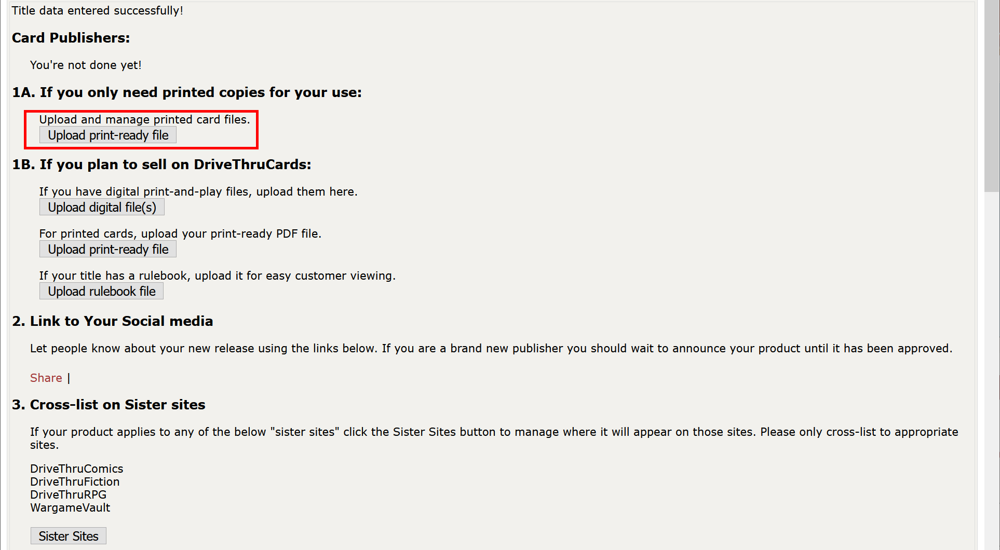 Title data entered successfully!
Card Publishers:
You're not done yet!
1A. If you only need printed copies for your use:
Upload and manage printed card files.
Upload print-ready file
1B. If you plan to sell on DriveThruCards:
If you have digital print-and-play files, upload them here.
Upload digital file(s)
For printed cards, upload your print-ready PDF file.
Upload print-ready file
If your title has a rulebook, upload it for easy customer viewing.
Upload rulebook file
2. Link to Your Social media
Let people know about your new release using the links below. If you are a brand new publisher you should wait to announce your product until it has been approved.
Share |
3. Cross-list on Sister sites
If your product applies to any of the below "sister sites" click the Sister Sites button to manage where it will appear on those sites. Please only cross-list to appropriate
sites.
DriveThruComics
DriveThruFiction
DriveThruRPG
WargameVault
Sister Sites